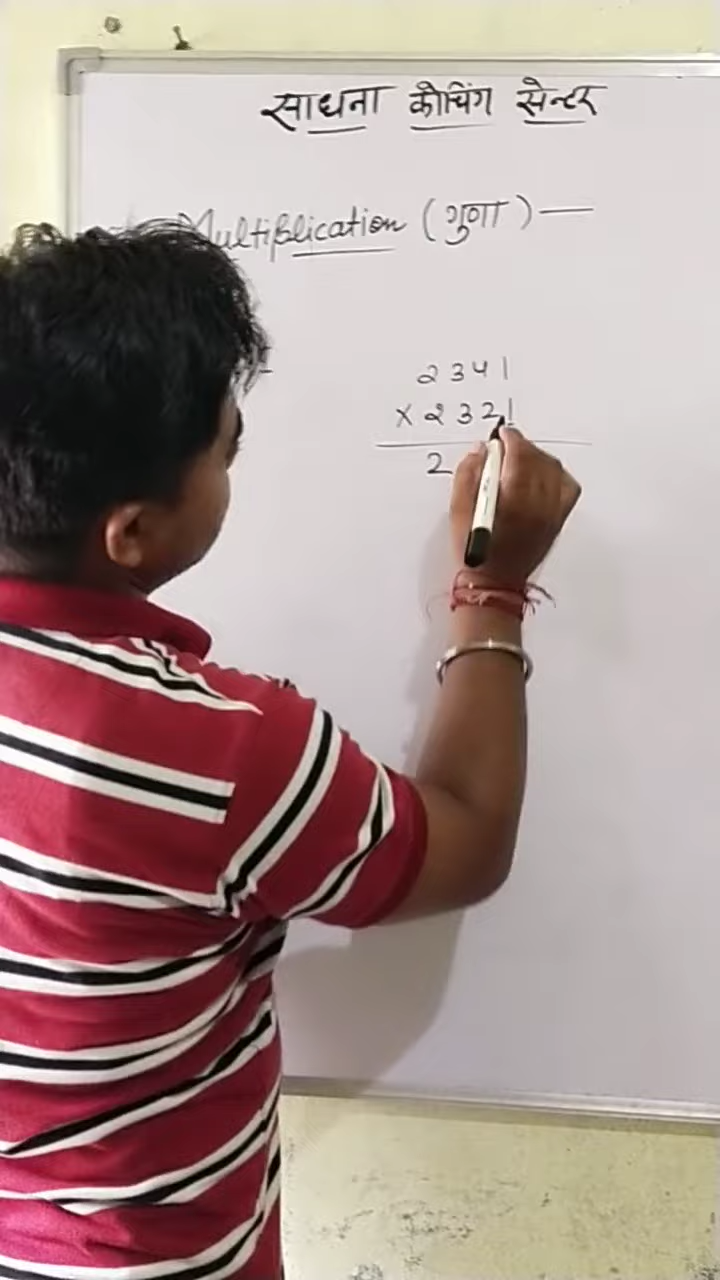 साधना कोचिंग सेन्टर
Multiplication (गुणा) —
2341
× 2321
2